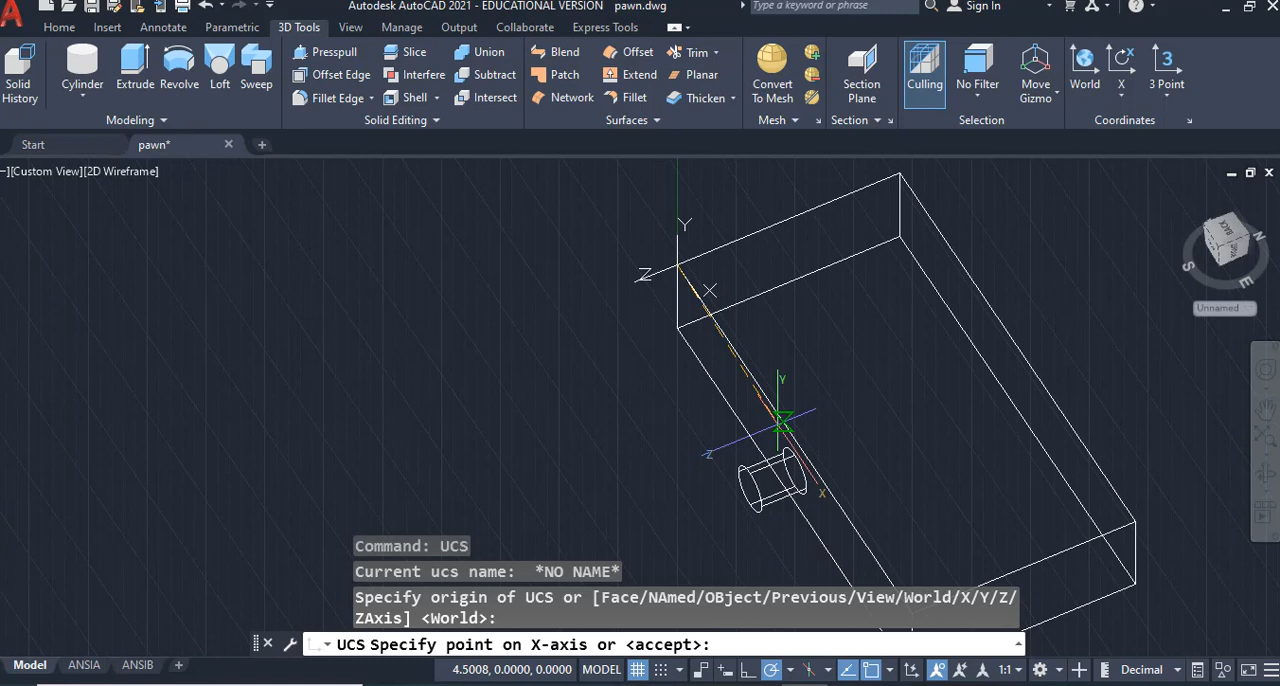 Autodesk AutoCAD 2021 - EDUCATIONAL VERSION pawn.dwg Type a keyword or phrase Sign In
Home Insert Annotate Parametric 3D Tools View Manage Output Collaborate Express Tools
Presspull Slice Union Blend Offset Trim
Offset Edge Interfere Subtract Patch Extend Planar
Solid History Cylinder Extrude Revolve Loft Sweep Fillet Edge Shell Intersect Network Fillet Thicken Convert To Mesh Section Plane Culling No Filter Move Gizmo World X 3 Point
Modeling Solid Editing Surfaces Mesh Section Selection Coordinates
Start pawn*
[Custom View][2D Wireframe]
Y
BACK
N
S
E
Z
X
Unnamed
Y
Z
X
Command: UCS
Current ucs name: *NO NAME*
Specify origin of UCS or [Face/NAmed/OBject/Previous/View/World/X/Y/Z/
ZAxis] <World>:
UCS Specify point on X-axis or <accept>:
Model ANSIA ANSIB + 4.5008, 0.0000, 0.0000 MODEL 1:1 Decimal